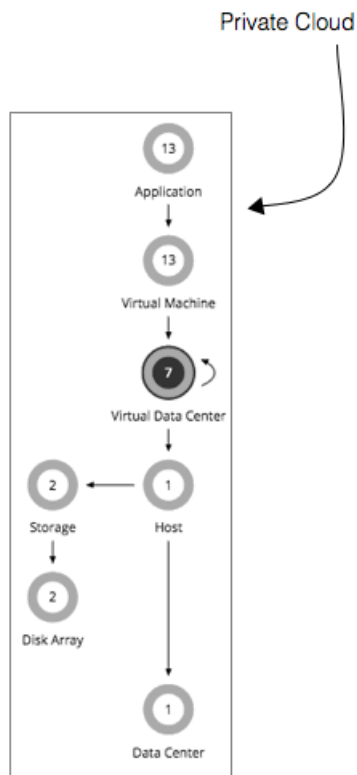 Private Cloud
13
Application
13
Virtual Machine
7
Virtual Data Center
2
1
Storage
Host
2
Disk Array
1
Data Center